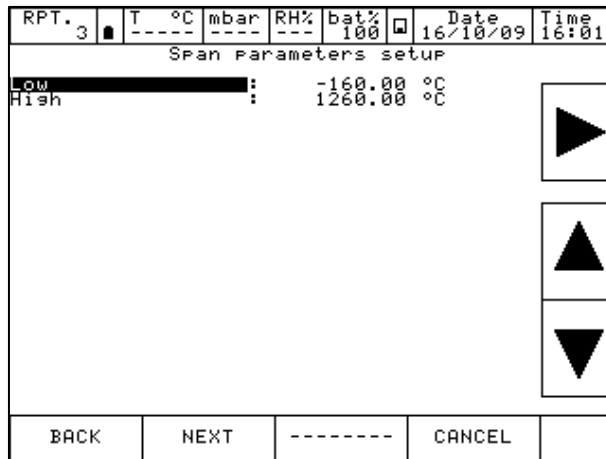 RPT. T °C mbar RH% bat% Date Time
3 ----- ---- --- 100 16/10/09 16:01
Span parameters setup
Low : -160.00 °C
High : 1260.00 °C
BACK NEXT -------- CANCEL